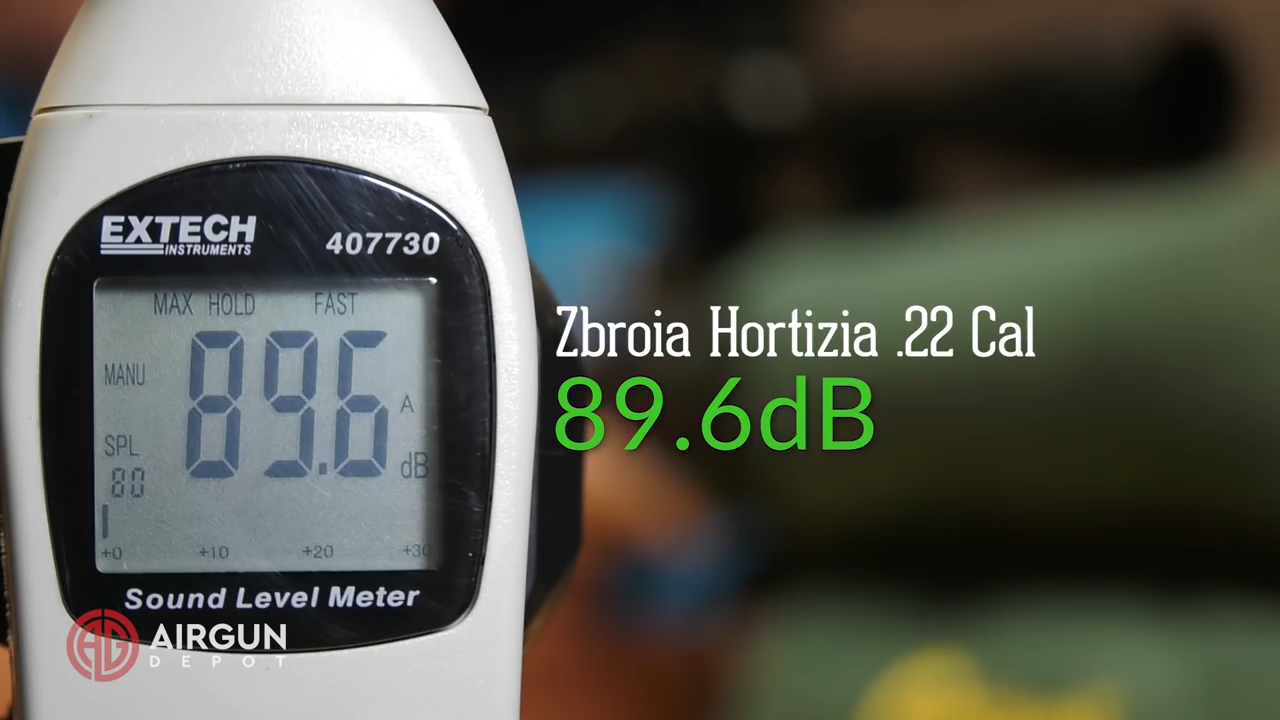 EXTECH
INSTRUMENTS
407730
MAX HOLD FAST
MANU
89.6 A
SPL
dB
80
+0 +10 +20 +30
Sound Level Meter
AG AIRGUN
DEPOT
Zbroia Hortizia .22 Cal
89.6dB